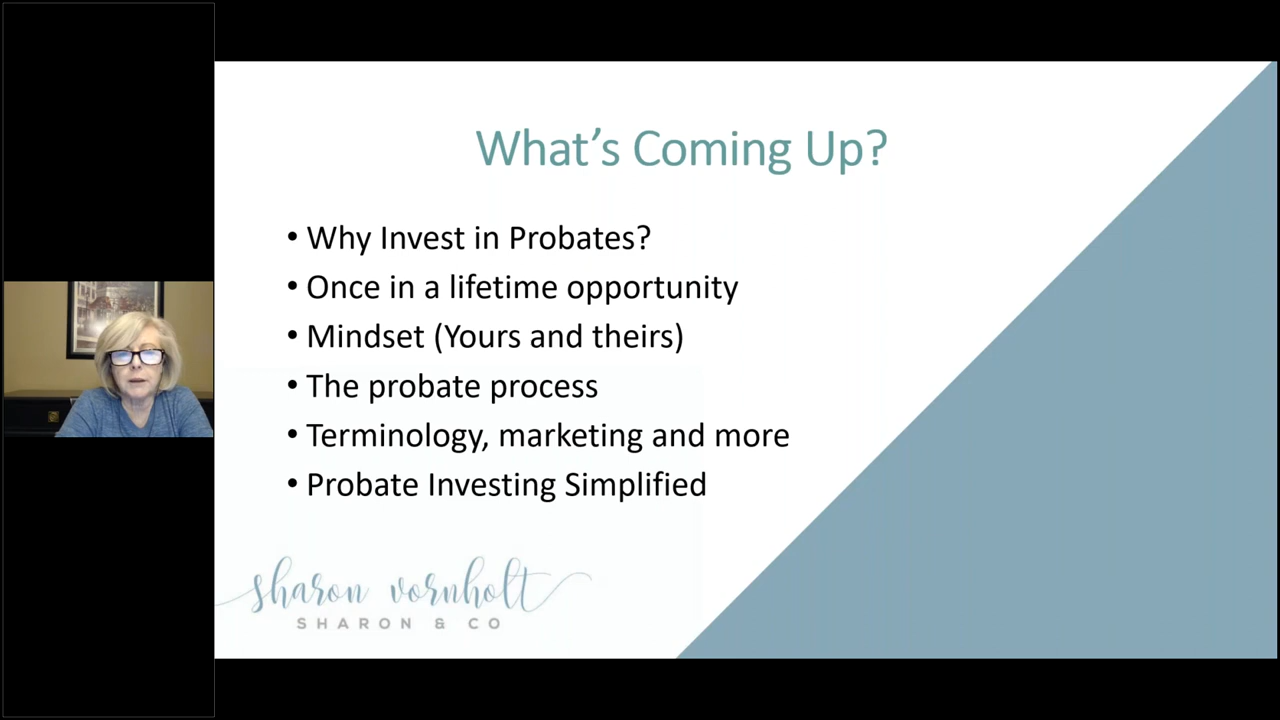 What's Coming Up?
• Why Invest in Probates?
• Once in a lifetime opportunity
• Mindset (Yours and theirs)
• The probate process
• Terminology, marketing and more
• Probate Investing Simplified
sharon vornholt
SHARON & CO